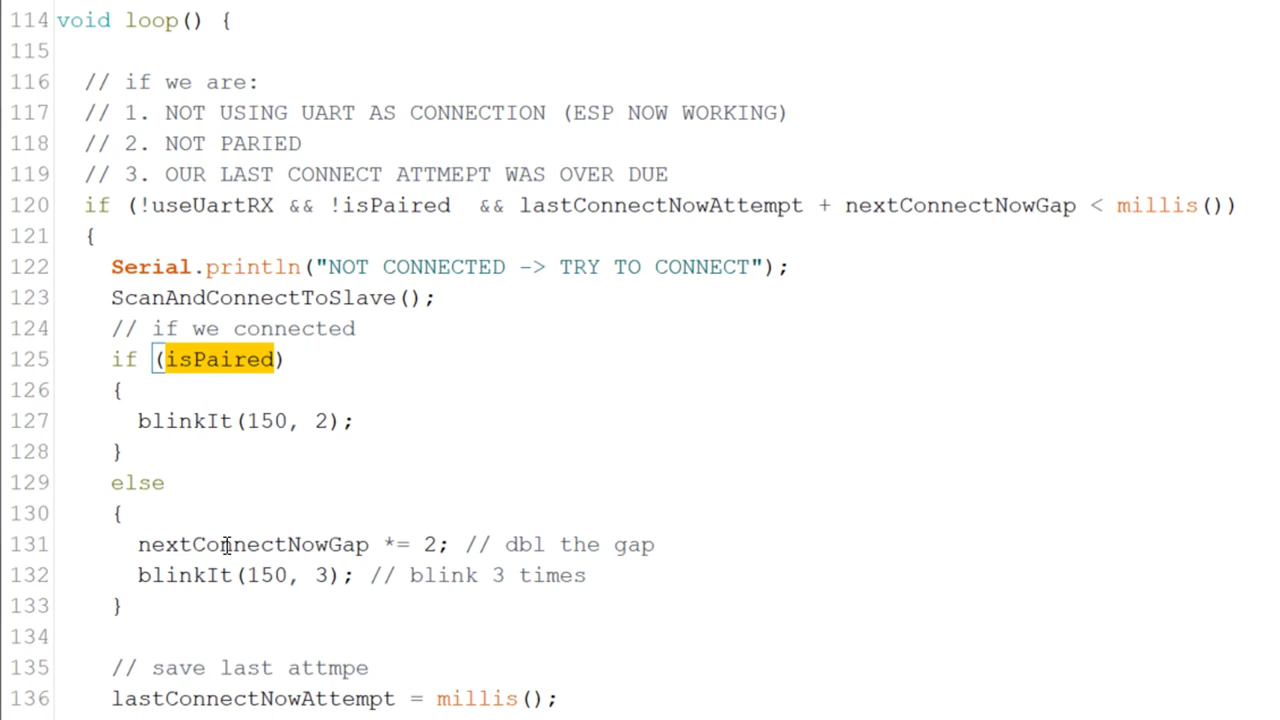 114 void loop() {
115
116 // if we are:
117 // 1. NOT USING UART AS CONNECTION (ESP NOW WORKING)
118 // 2. NOT PARIED
119 // 3. OUR LAST CONNECT ATTMEPT WAS OVER DUE
120 if (!useUartRX && !isPaired  && lastConnectNowAttempt + nextConnectNowGap < millis())
121 {
122 Serial.println("NOT CONNECTED -> TRY TO CONNECT");
123 ScanAndConnectToSlave();
124 // if we connected
125 if (isPaired)
126 {
127 blinkIt(150, 2);
128 }
129 else
130 {
131 nextConnectNowGap *= 2; // dbl the gap
132 blinkIt(150, 3); // blink 3 times
133 }
134
135 // save last attmpe
136 lastConnectNowAttempt = millis();